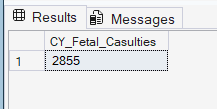 Results Messages
CY_Fetal_Casulties
1 2855